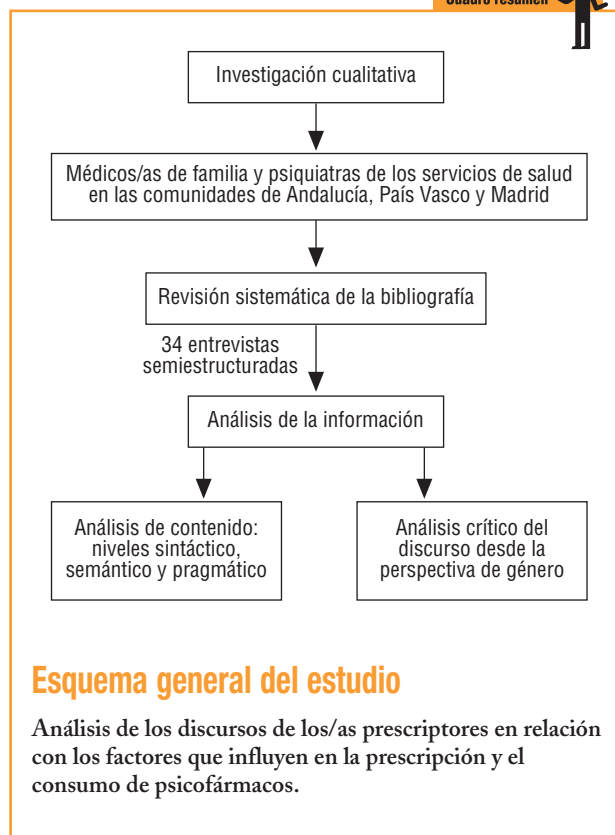 Cuadro resumen
Investigación cualitativa
Médicos/as de familia y psiquiatras de los servicios de salud
en las comunidades de Andalucía, País Vasco y Madrid
Revisión sistemática de la bibliografía
34 entrevistas
semiestructuradas
Análisis de la información
Análisis de contenido:
niveles sintáctico,
semántico y pragmático
Análisis crítico del
discurso desde la
perspectiva de género
Esquema general del estudio
Análisis de los discursos de los/as prescriptores en relación
con los factores que influyen en la prescripción y el
consumo de psicofármacos.